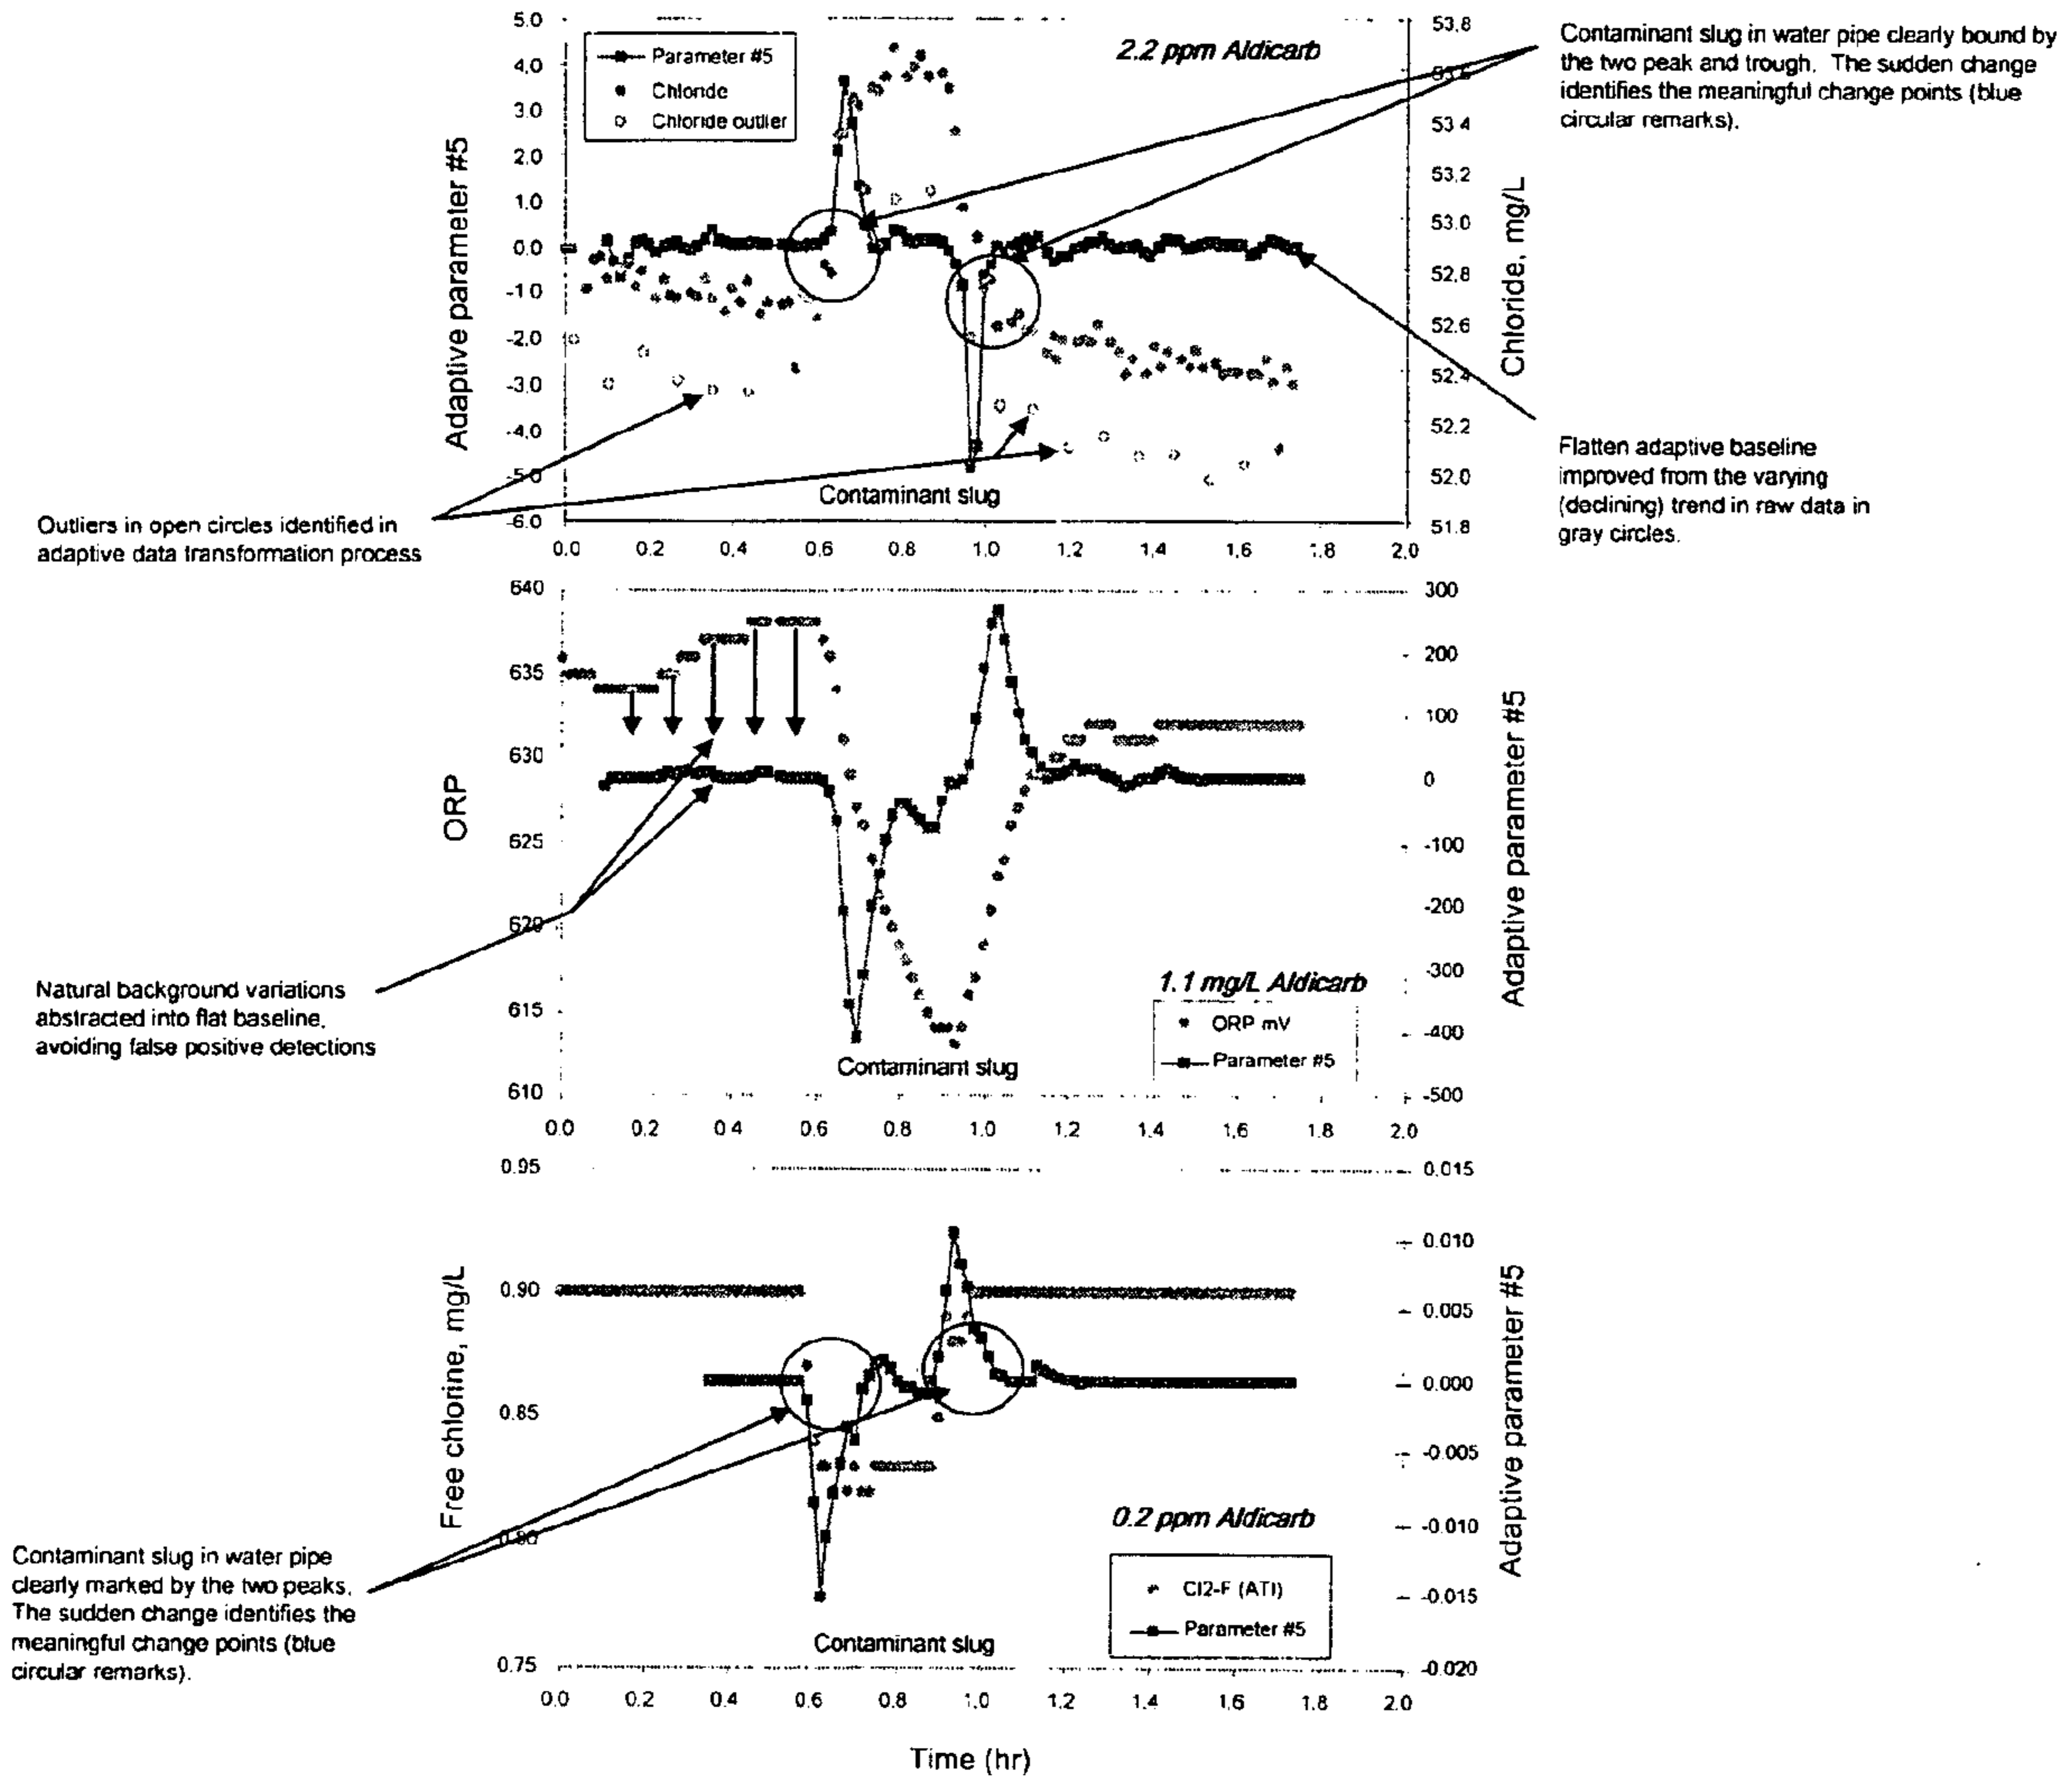 5.0
4.0
3.0
2.0
1.0
0.0
-1.0
-2.0
-3.0
-4.0
-5.0
-6.0
Adaptive parameter #5
Parameter #5
Chloride
Chloride outlier
2.2 ppm Aldicarb
53.8
53.6
53.4
53.2
53.0
52.8
52.6
52.4
52.2
52.0
51.8
Chloride, mg/L
Contaminant slug in water pipe clearly bound by
the two peak and trough. The sudden change
identifies the meaningful change points (blue
circular remarks).
Flatten adaptive baseline
improved from the varying
(declining) trend in raw data in
gray circles.
Outliers in open circles identified in
adaptive data transformation process
Contaminant slug
0.0 0.2 0.4 0.6 0.8 1.0 1.2 1.4 1.6 1.8 2.0
640
635
630
625
620
615
610
ORP
300
200
100
0
-100
-200
-300
-400
-500
Adaptive parameter #5
Natural background variations
abstracted into flat baseline,
avoiding false positive detections
1.1 mg/L Aldicarb
ORP mV
Parameter #5
Contaminant slug
0.0 0.2 0.4 0.6 0.8 1.0 1.2 1.4 1.6 1.8 2.0
0.95
0.90
0.85
0.80
0.75
Free chlorine, mg/L
0.015
0.010
0.005
0.000
-0.005
-0.010
-0.015
-0.020
Adaptive parameter #5
0.2 ppm Aldicarb
Cl2-F (ATI)
Parameter #5
Contaminant slug in water pipe
clearly marked by the two peaks.
The sudden change identifies the
meaningful change points (blue
circular remarks).
Contaminant slug
0.0 0.2 0.4 0.6 0.8 1.0 1.2 1.4 1.6 1.8 2.0
Time (hr)